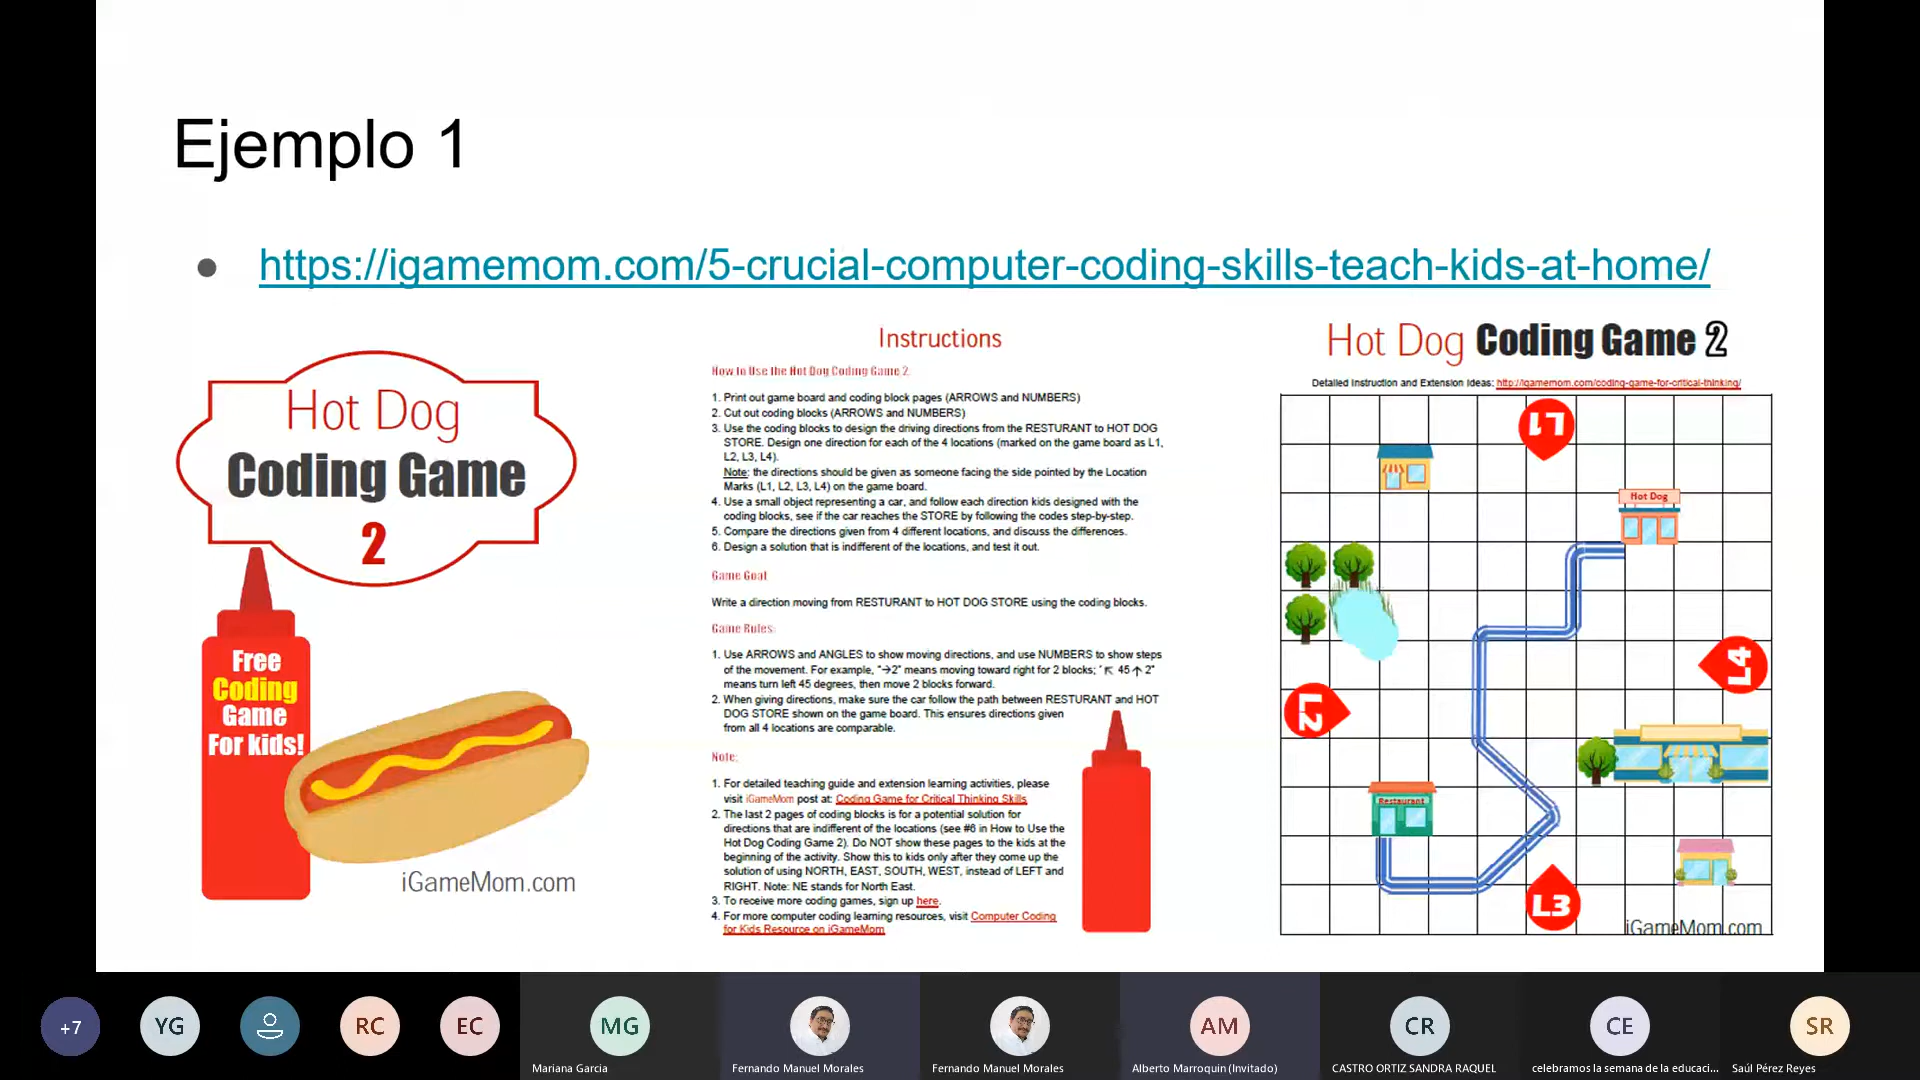 Ejemplo 1
● https://igamemom.com/5-crucial-computer-coding-skills-teach-kids-at-home/
Hot Dog
Coding Game
2
Free
Coding
Game
For kids!
iGameMom.com
Instructions
How to Use the Hot Dog Coding Game 2:
1. Print out game board and coding block pages (ARROWS and NUMBERS)
2. Cut out coding blocks (ARROWS and NUMBERS)
3. Use the coding blocks to design the driving directions from the RESTURANT to HOT DOG
STORE. Design one direction for each of the 4 locations (marked on the game board as L1,
L2, L3, L4).
Note: the directions should be given as someone facing the side pointed by the Location
Marks (L1, L2, L3, L4) on the game board.
4. Use a small object representing a car, and follow each direction kids designed with the
coding blocks, see if the car reaches the STORE by following the codes step-by-step.
5. Compare the directions given from 4 different locations, and discuss the differences.
6. Design a solution that is indifferent of the locations, and test it out.
Game Goal
Write a direction moving from RESTURANT to HOT DOG STORE using the coding blocks.
Game Rules:
1. Use ARROWS and ANGLES to show moving directions, and use NUMBERS to show steps
of the movement. For example, "→2" means moving toward right for 2 blocks; "↸ 45 ↑ 2"
means turn left 45 degrees, then move 2 blocks forward.
2. When giving directions, make sure the car follow the path between RESTURANT and HOT
DOG STORE shown on the game board. This ensures directions given
from all 4 locations are comparable.
Note:
1. For detailed teaching guide and extension learning activities, please
visit iGameMom post at: Coding Game for Critical Thinking Skills
2. The last 2 pages of coding blocks is for a potential solution for
directions that are indifferent of the locations (see #6 in How to Use the
Hot Dog Coding Game 2). Do NOT show these pages to the kids at the
beginning of the activity. Show this to kids only after they come up the
solution of using NORTH, EAST, SOUTH, WEST, instead of LEFT and
RIGHT. Note: NE stands for North East.
3. To receive more coding games, sign up here.
4. For more computer coding learning resources, visit Computer Coding
for Kids Resource on iGameMom
Hot Dog Coding Game 2
Detailed Instruction and Extension Ideas: http://igamemom.com/coding-game-for-critical-thinking/
L1
Hot Dog
L4
L2
Restaurant
L3
iGameMom.com
+7
YG
RC
EC
MG
AM
CR
CE
SR
Mariana Garcia
Fernando Manuel Morales
Fernando Manuel Morales
Alberto Marroquin (Invitado)
CASTRO ORTIZ SANDRA RAQUEL
celebramos la semana de la educaci...
Saúl Pérez Reyes